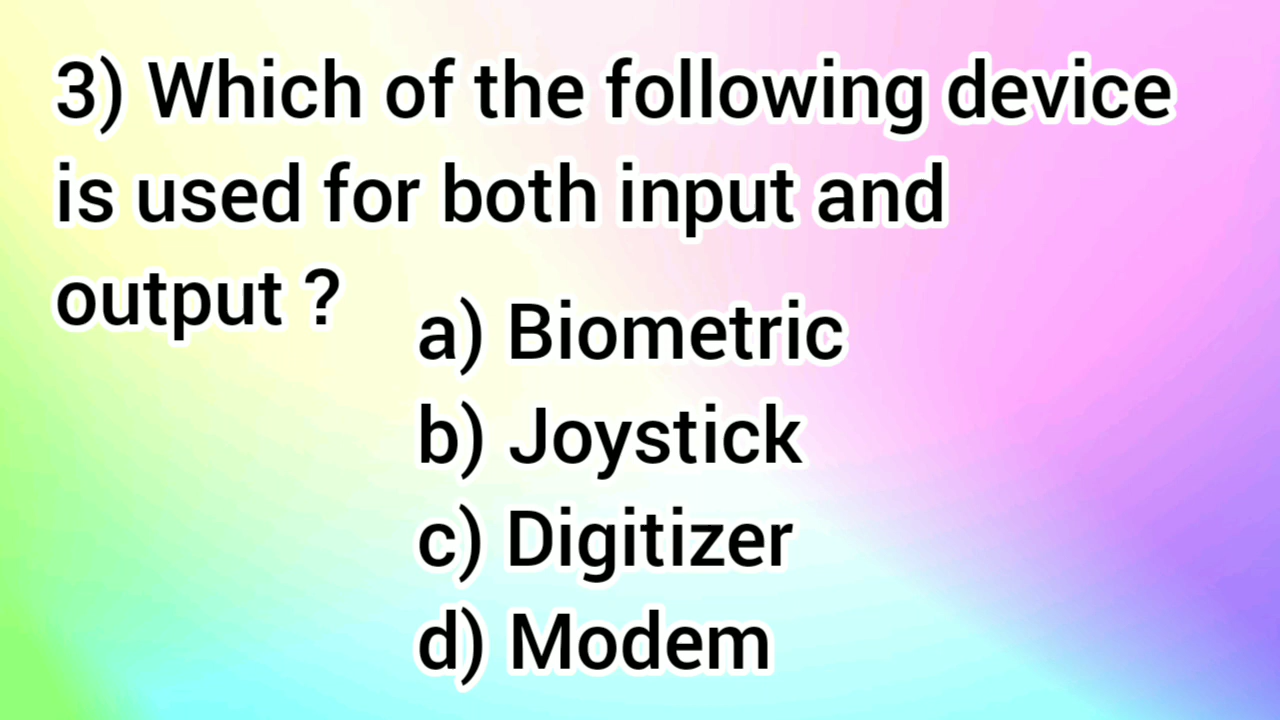 3) Which of the following device
is used for both input and
output ?
a) Biometric
b) Joystick
c) Digitizer
d) Modem